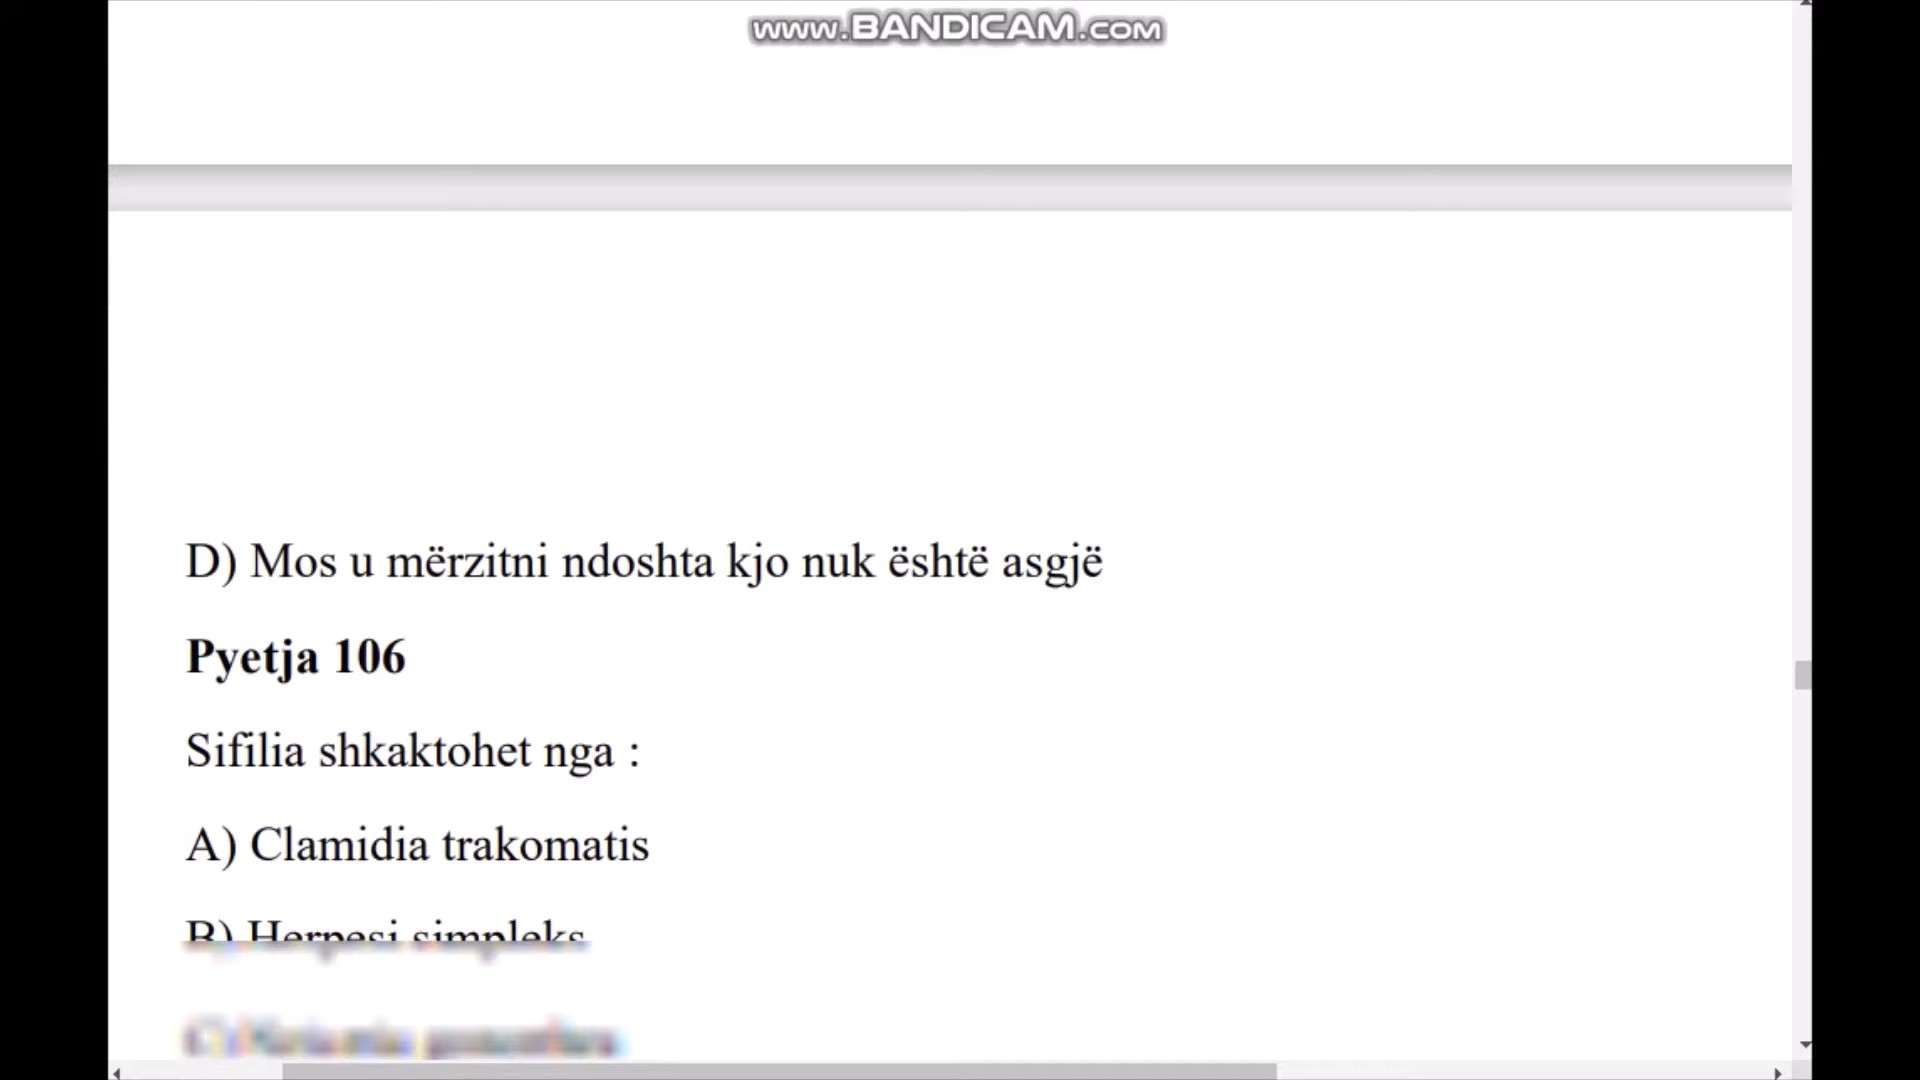 www.BANDICAM.com
D) Mos u mërzitni ndoshta kjo nuk është asgjë
Pyetja 106
Sifilia shkaktohet nga :
A) Clamidia trakomatis
B) Herpesi simpleks
C)